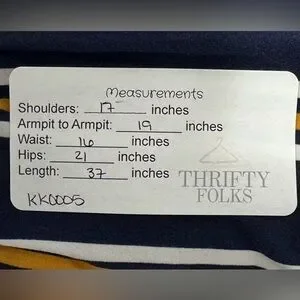 Measurements
Shoulders: 17 inches
Armpit to Armpit: 19 inches
Waist: 16 inches
Hips: 21 inches
Length: 37 inches
THRIFTY
FOLKS
KK0005